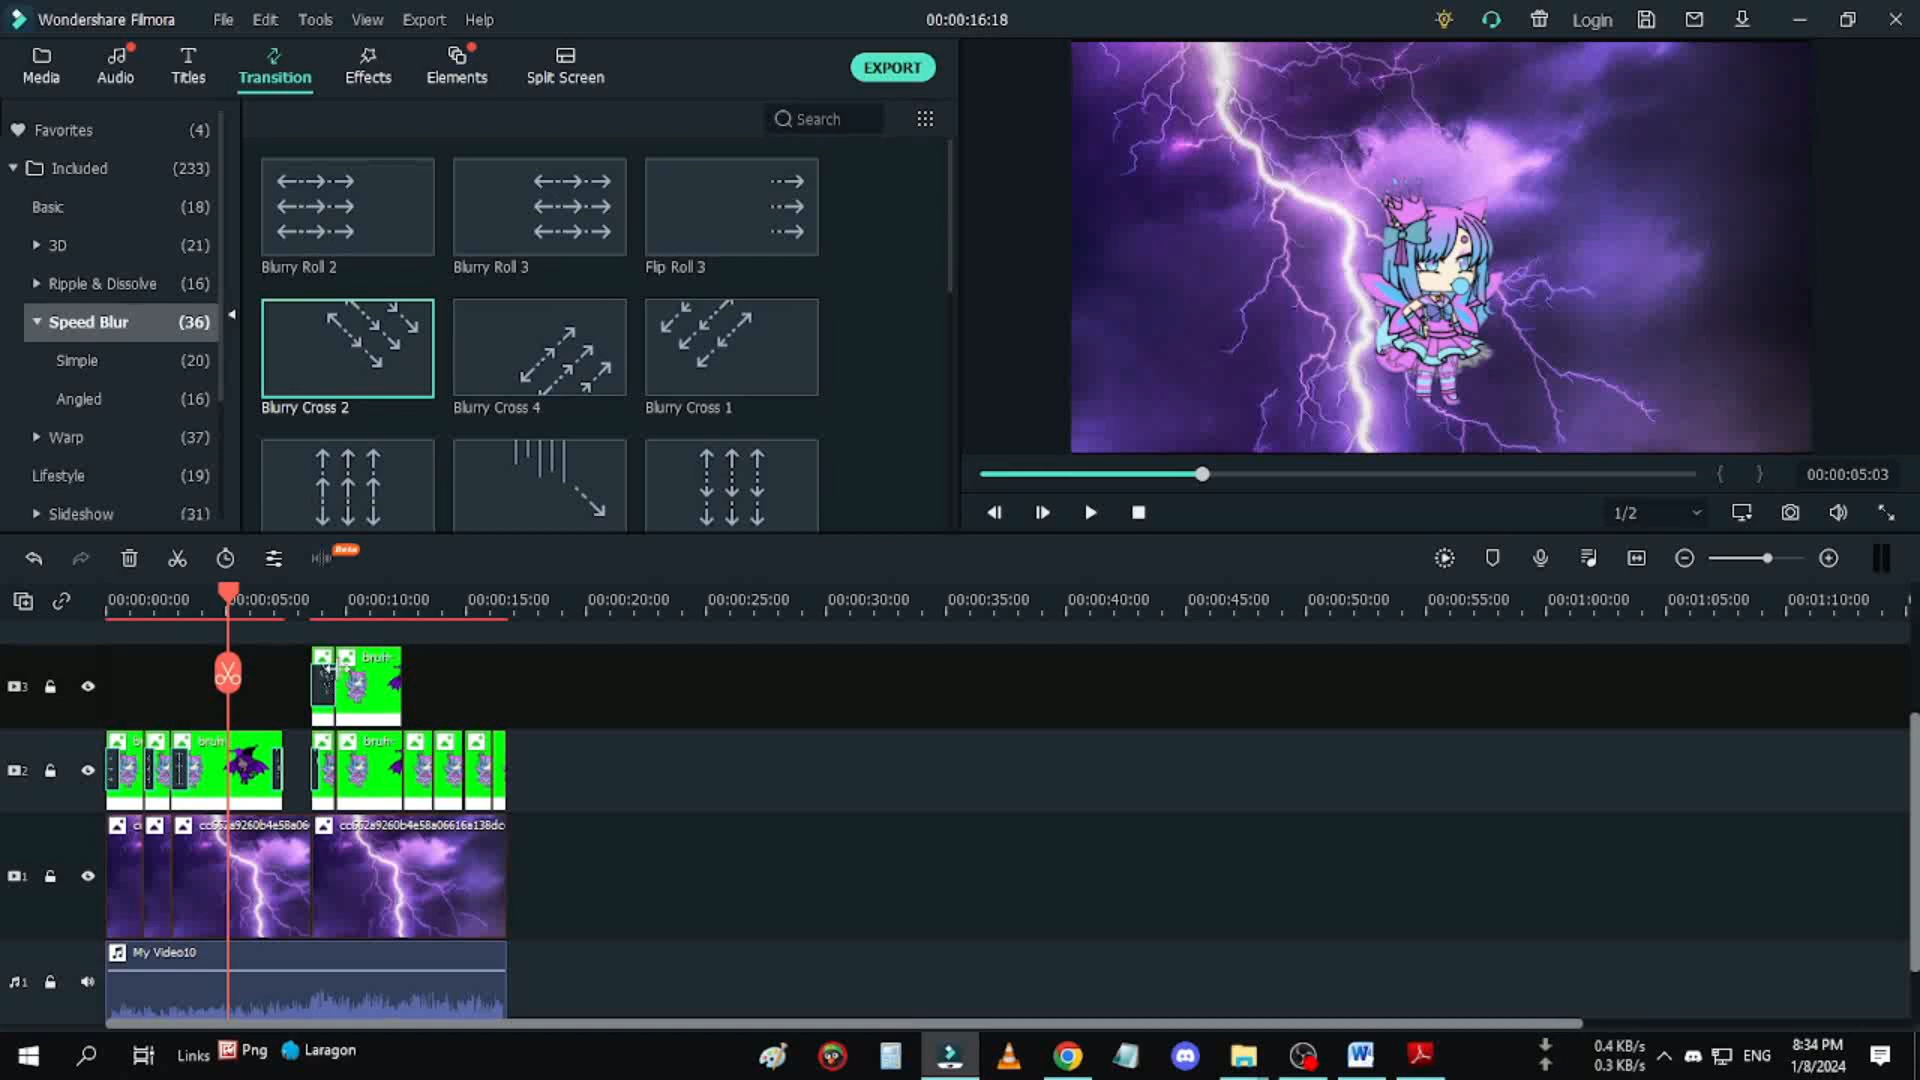 Wondershare Filmora
File Edit Tools View Export Help
00:00:16:18
Login
Media
Audio
Titles
Transition
Effects
Elements
Split Screen
EXPORT
Search
Favorites (4)
Included (233)
Basic (18)
3D (21)
Ripple & Dissolve (16)
Speed Blur (36)
Simple (20)
Angled (16)
Warp (37)
Lifestyle (19)
Slideshow (31)
Blurry Roll 2
Blurry Roll 3
Flip Roll 3
Blurry Cross 2
Blurry Cross 4
Blurry Cross 1
{ } 00:00:05:03
1/2
Beta
00:00:00:00 00:00:05:00 00:00:10:00 00:00:15:00 00:00:20:00 00:00:25:00 00:00:30:00 00:00:35:00 00:00:40:00 00:00:45:00 00:00:50:00 00:00:55:00 00:01:00:00 00:01:05:00 00:01:10:00
3
bruh
2
bruh
bruh
1
My Video10
1
Links
Png
Laragon
0.4 KB/s
0.3 KB/s
ENG
8:34 PM
1/8/2024